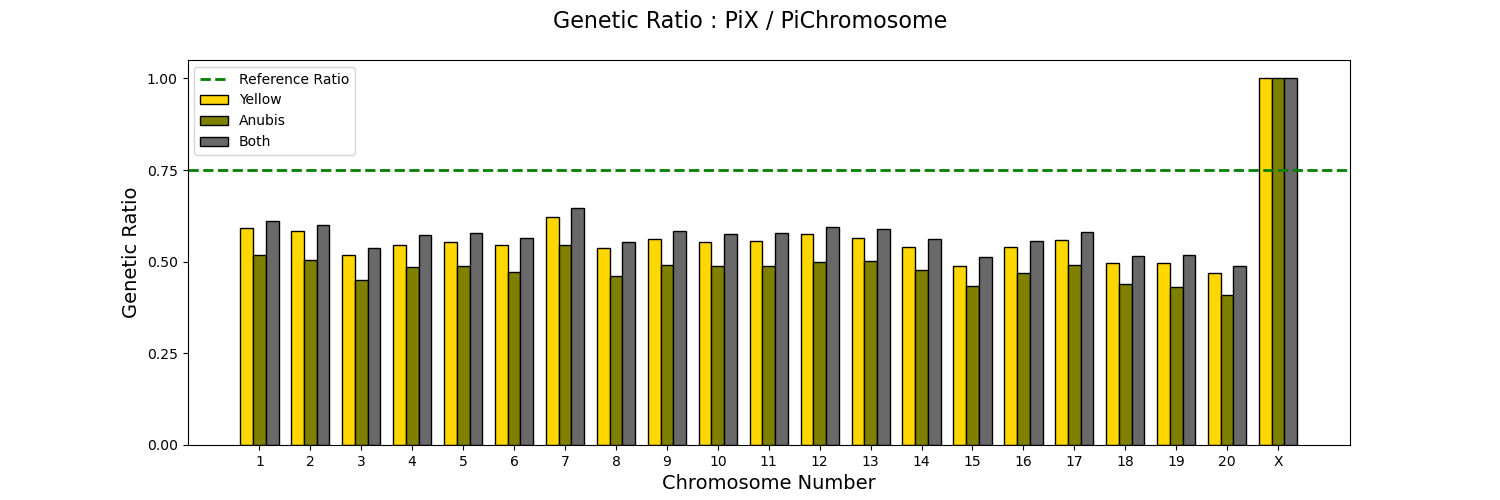 Genetic Ratio : PiX / PiChromosome
Reference Ratio
Yellow
Anubis
Both
Genetic Ratio
1.00
0.75
0.50
0.25
0.00
1 2 3 4 5 6 7 8 9 10 11 12 13 14 15 16 17 18 19 20 X
Chromosome Number